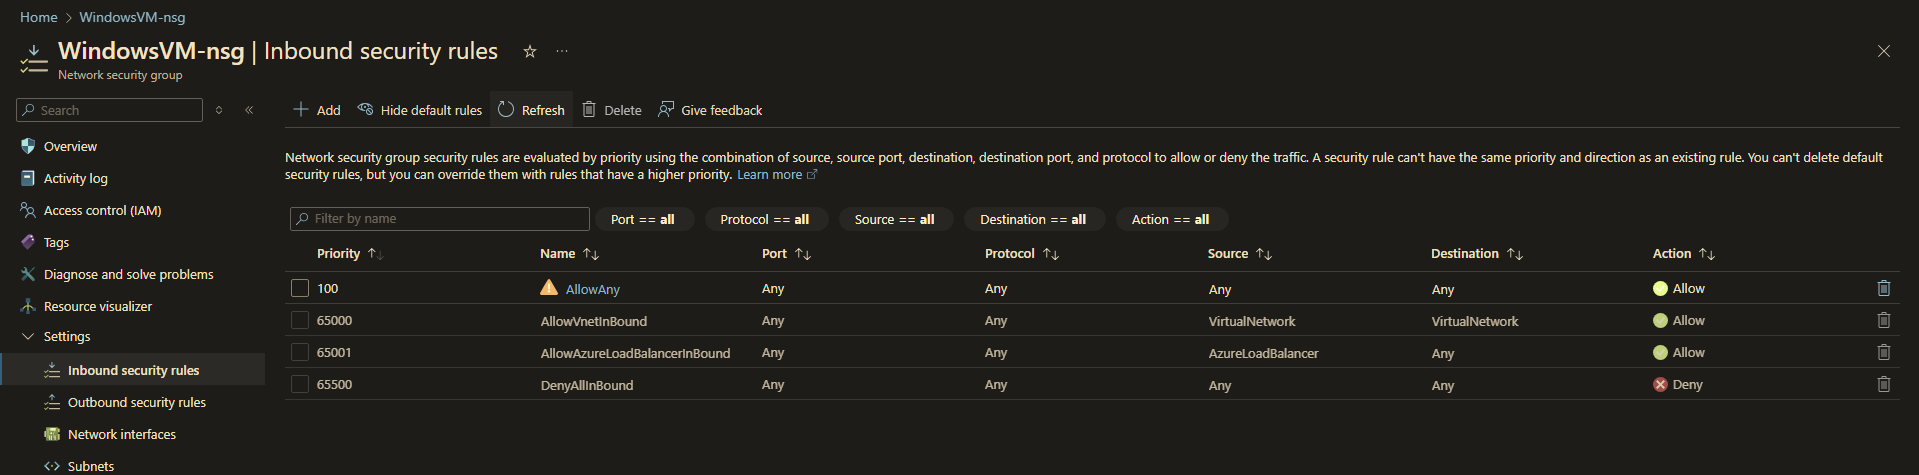 Home > WindowsVM-nsg
WindowsVM-nsg | Inbound security rules
Network security group
Search
Overview
Activity log
Access control (IAM)
Tags
Diagnose and solve problems
Resource visualizer
Settings
Inbound security rules
Outbound security rules
Network interfaces
Subnets
Add Hide default rules Refresh Delete Give feedback
Network security group security rules are evaluated by priority using the combination of source, source port, destination, destination port, and protocol to allow or deny the traffic. A security rule can't have the same priority and direction as an existing rule. You can't delete default
security rules, but you can override them with rules that have a higher priority. Learn more
Filter by name Port == all Protocol == all Source == all Destination == all Action == all
Priority Name Port Protocol Source Destination Action
100 AllowAny Any Any Any Any Allow
65000 AllowVnetInBound Any Any VirtualNetwork VirtualNetwork Allow
65001 AllowAzureLoadBalancerInBound Any Any AzureLoadBalancer Any Allow
65500 DenyAllInBound Any Any Any Any Deny